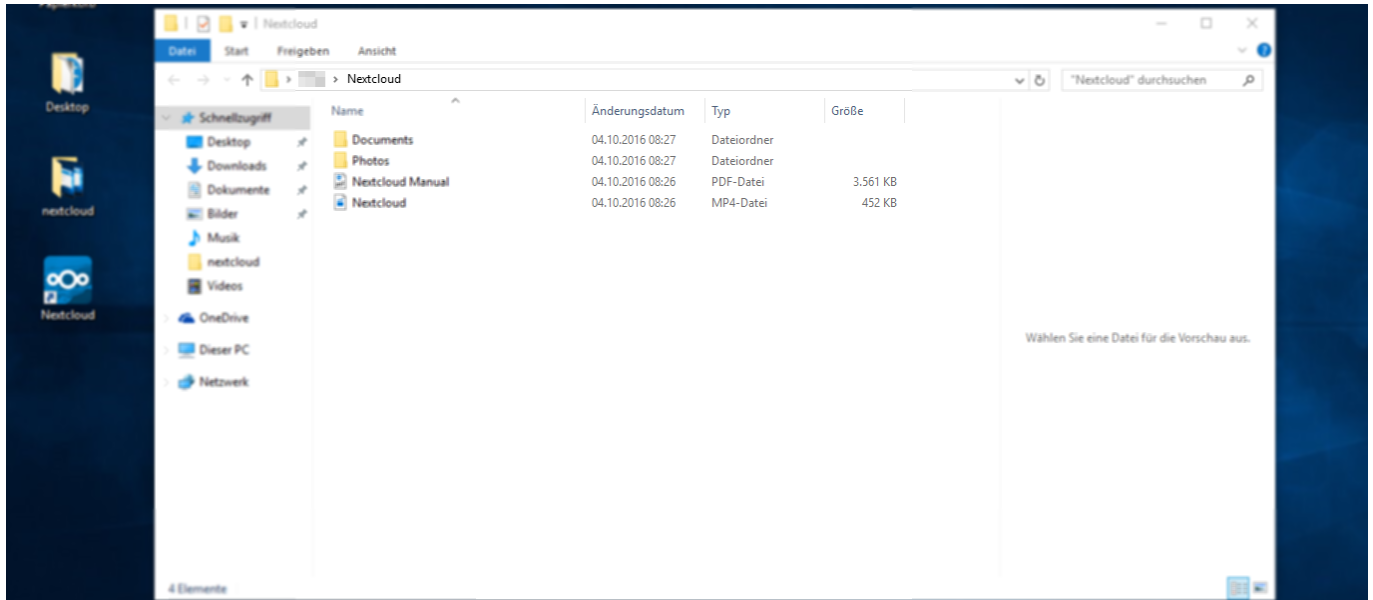 Papierkorb
Nextcloud
Datei Start Freigeben Ansicht
Nextcloud
"Nextcloud" durchsuchen
Desktop
nextcloud
Nextcloud
Schnellzugriff
Desktop
Downloads
Dokumente
Bilder
Musik
nextcloud
Videos
OneDrive
Dieser PC
Netzwerk
Name Änderungsdatum Typ Größe
Documents 04.10.2016 08:27 Dateiordner
Photos 04.10.2016 08:27 Dateiordner
Nextcloud Manual 04.10.2016 08:26 PDF-Datei 3.561 KB
Nextcloud 04.10.2016 08:26 MP4-Datei 452 KB
Wählen Sie eine Datei für die Vorschau aus.
4 Elemente